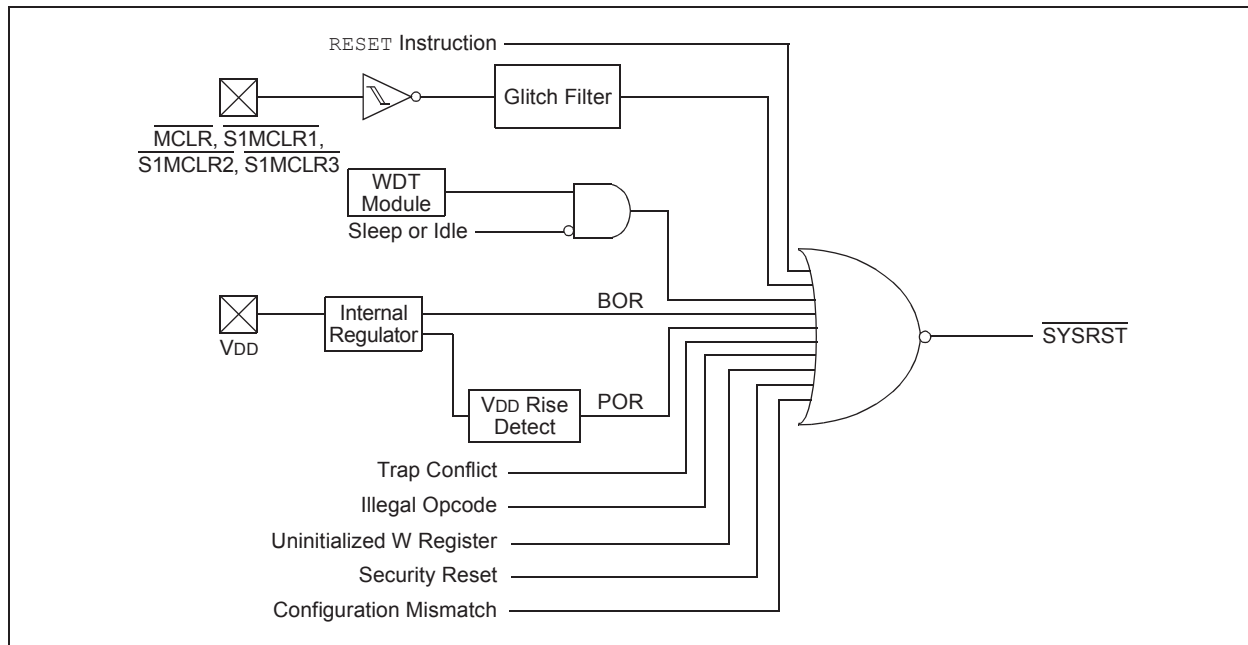 RESET Instruction
Glitch Filter
MCLR, S1MCLR1,
S1MCLR2, S1MCLR3
WDT
Module
Sleep or Idle
BOR
Internal
Regulator
VDD
SYSRST
VDD Rise
Detect
POR
Trap Conflict
Illegal Opcode
Uninitialized W Register
Security Reset
Configuration Mismatch